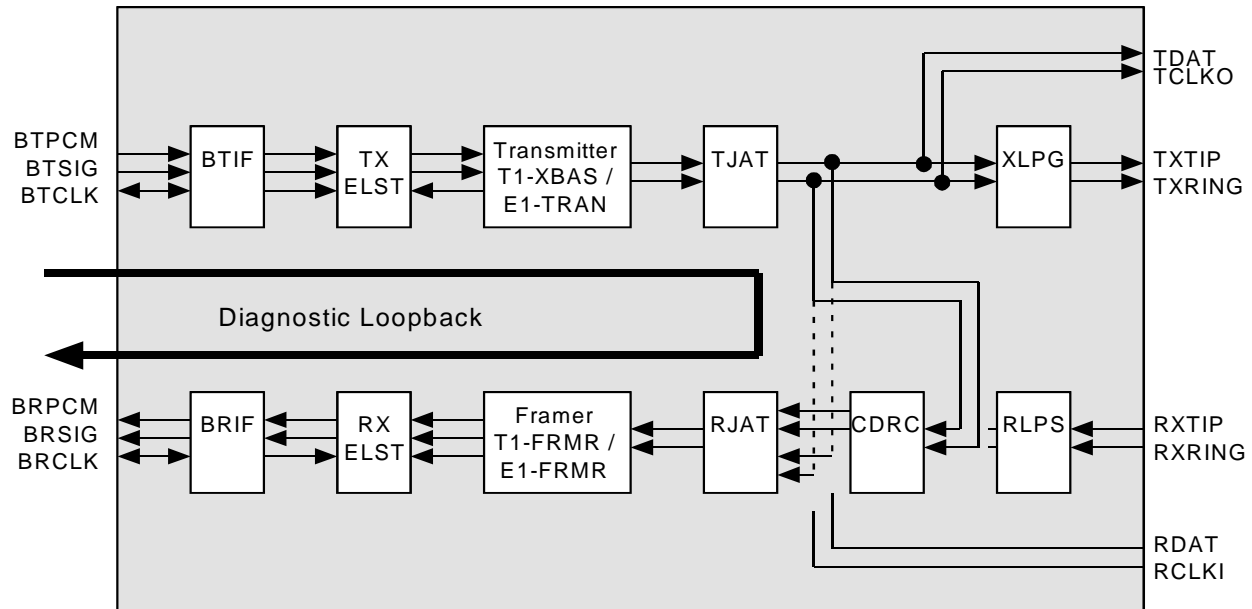 TDAT
TCLKO
BTPCM
BTSIG
BTCLK
BTIF
TX
ELST
Transmitter
T1-XBAS /
E1-TRAN
TJAT
XLPG
TXTIP
TXRING
Diagnostic Loopback
BRPCM
BRSIG
BRCLK
BRIF
RX
ELST
Framer
T1-FRMR /
E1-FRMR
RJAT
CDRC
RLPS
RXTIP
RXRING
RDAT
RCLKI